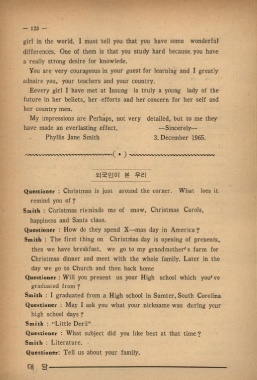 — 128 —
girl in the world, I must tell you that you have some wonderful
differences. One of them is that you study hard because you have
a really strong desire for knowlede.
You are very courageous in your guest for learning and I greatly
admire you, your teachers and your country.
Eevery girl I have met at Insung is truly a young lady of the
future in her beliets, her efforts and her concern for her self and
her country men.
My impressions are Perhaps, not very detailed, but to me they
have made an everlasting effect. —Sincerely—
Phyllis Jane Smith 3. December 1965.
외국인이 본 우리
Questioner : Christmas is just around the corner. What loes it
remind you of ?
Smith : Christmas rieminds me of snow, Christmas Carols,
happiness and Santa claus.
Questioner : How do they spend X—mas day in America ?
Smith : The first thing on Christmas day is opening of presents,
then we have breakfast, we go to my grandmother's farm for
Christmas dinner and meet with the whole family. Later in the
day we go to Church and then back home
Questioner : Will you present us your High school which you've
graduated from ?
Smith : I graduated from a High school in Sumter, South Corelina
Questioner : May I ask you what your nickname was during your
high school days ?
Smith : "Little Deril"
Questioner : What subject did you like best at that time ?
Smith : Literature.
Questioner: Tell us about your family.
대 담